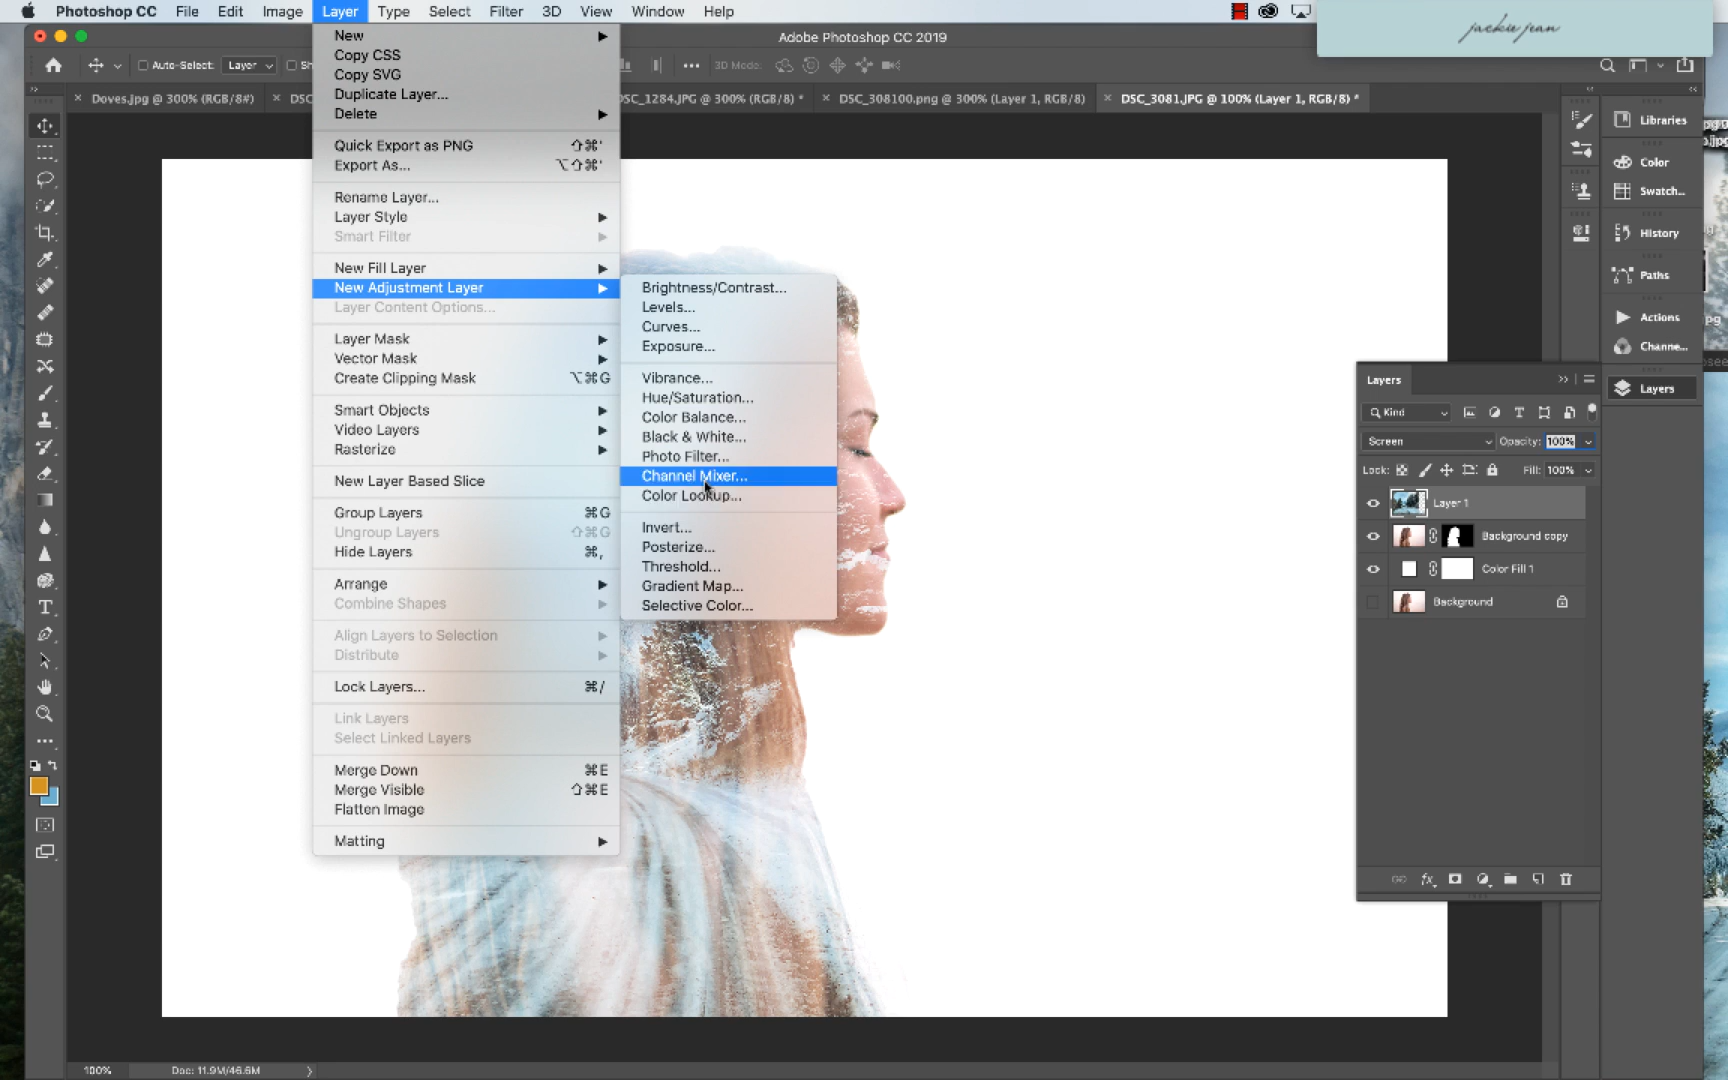 Photoshop CC File Edit Image Layer Type Select Filter 3D View Window Help
jackie jean
Adobe Photoshop CC 2019
Auto-Select: Layer Sh
3D Mode:
Doves.jpg @ 300% (RGB/8#)
DSC
DSC_1284.JPG @ 300% (RGB/8) *
DSC_308100.png @ 300% (Layer 1, RGB/8)
DSC_3081.JPG @ 100% (Layer 1, RGB/8) *
New
Copy CSS
Copy SVG
Duplicate Layer...
Delete
Quick Export as PNG ⇧⌘'
Export As... ⌥⇧⌘'
Rename Layer...
Layer Style
Smart Filter
New Fill Layer
New Adjustment Layer
Layer Content Options...
Layer Mask
Vector Mask
Create Clipping Mask ⌥⌘G
Smart Objects
Video Layers
Rasterize
New Layer Based Slice
Group Layers ⌘G
Ungroup Layers ⇧⌘G
Hide Layers ⌘,
Arrange
Combine Shapes
Align Layers to Selection
Distribute
Lock Layers... ⌘/
Link Layers
Select Linked Layers
Merge Down ⌘E
Merge Visible ⇧⌘E
Flatten Image
Matting
Brightness/Contrast...
Levels...
Curves...
Exposure...
Vibrance...
Hue/Saturation...
Color Balance...
Black & White...
Photo Filter...
Channel Mixer...
Color Lookup...
Invert...
Posterize...
Threshold...
Gradient Map...
Selective Color...
Libraries
Color
Swatch...
History
Paths
Actions
Channe...
Layers
Layers
Kind
Screen Opacity: 100%
Lock: Fill: 100%
Layer 1
Background copy
Color Fill 1
Background
100% Doc: 11.9M/46.6M